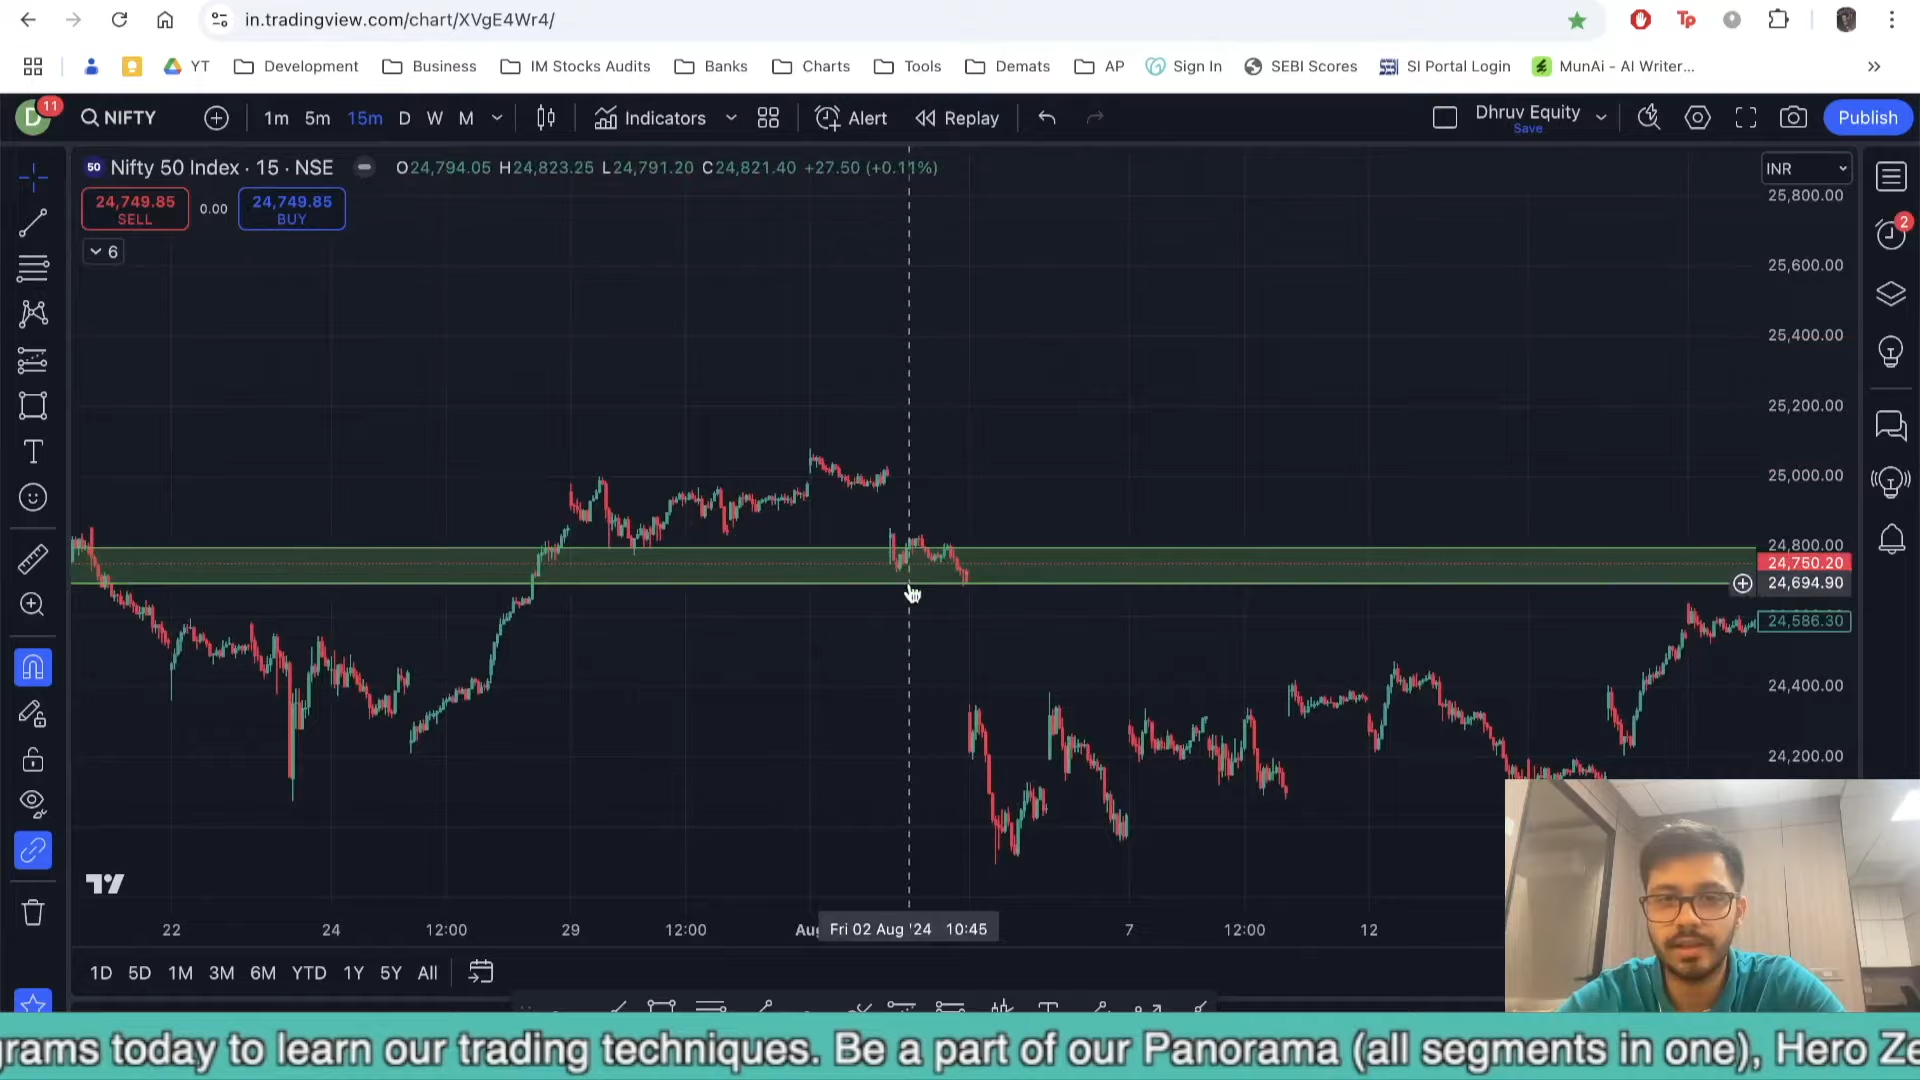 in.tradingview.com/chart/XVgE4Wr4/
Tp
YT Development Business IM Stocks Audits Banks Charts Tools Demats AP Sign In SEBI Scores SI Portal Login MunAi - AI Writer...
D 11 NIFTY 1m 5m 15m D W M Indicators Alert Replay Dhruv Equity Save Publish
50 Nifty 50 Index · 15 · NSE O24,794.05 H24,823.25 L24,791.20 C24,821.40 +27.50 (+0.11%) INR
24,749.85 SELL 0.00 24,749.85 BUY
6
2
25,800.00
25,600.00
25,400.00
25,200.00
25,000.00
24,800.00
24,750.20
24,694.90
24,586.30
24,400.00
24,200.00
22 24 12:00 29 12:00 Aug Fri 02 Aug '24 10:45 7 12:00 12
1D 5D 1M 3M 6M YTD 1Y 5Y All
grams today to learn our trading techniques. Be a part of our Panorama (all segments in one), Hero Ze